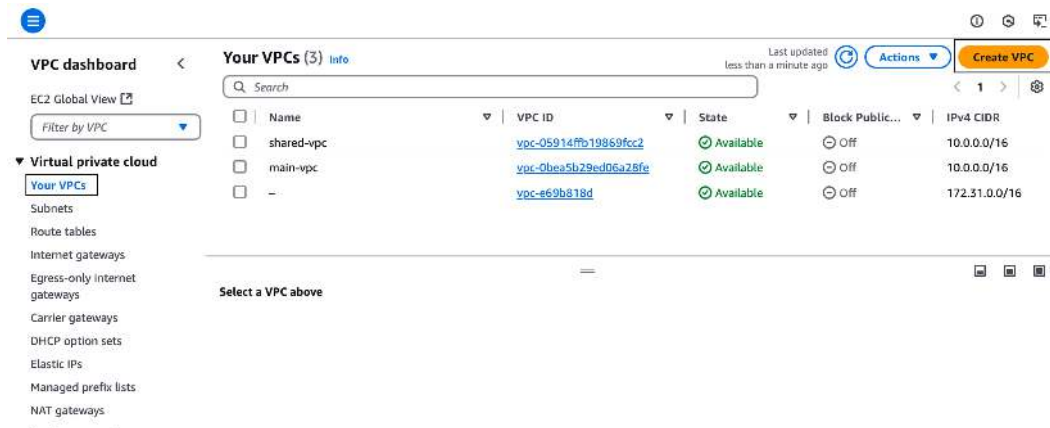 VPC dashboard
EC2 Global View
Filter by VPC
Virtual private cloud
Your VPCs
Subnets
Route tables
Internet gateways
Egress-only internet
gateways
Carrier gateways
DHCP option sets
Elastic IPs
Managed prefix lists
NAT gateways
Your VPCs (3) Info
Last updated
less than a minute ago
Actions
Create VPC
Search
1
Name VPC ID State Block Public... IPv4 CIDR
shared-vpc vpc-05914ffb19869fcc2 Available Off 10.0.0.0/16
main-vpc vpc-0bea5b29ed06a28fe Available Off 10.0.0.0/16
– vpc-e69b818d Available Off 172.31.0.0/16
Select a VPC above